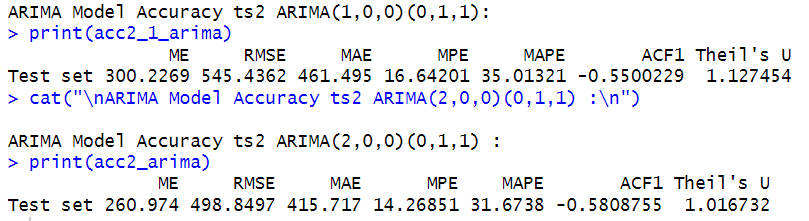 ARIMA Model Accuracy ts2 ARIMA(1,0,0)(0,1,1):
> print(acc2_1_arima)
ME RMSE MAE MPE MAPE ACF1 Theil's U
Test set 300.2269 545.4362 461.495 16.64201 35.01321 -0.5500229 1.127454
> cat("\nARIMA Model Accuracy ts2 ARIMA(2,0,0)(0,1,1) :\n")
ARIMA Model Accuracy ts2 ARIMA(2,0,0)(0,1,1) :
> print(acc2_arima)
ME RMSE MAE MPE MAPE ACF1 Theil's U
Test set 260.974 498.8497 415.717 14.26851 31.6738 -0.5808755 1.016732